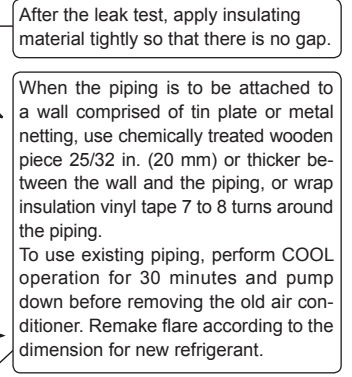 After the leak test, apply insulating
material tightly so that there is no gap.
When the piping is to be attached to
a wall comprised of tin plate or metal
netting, use chemically treated wooden
piece 25/32 in. (20 mm) or thicker be-
tween the wall and the piping, or wrap
insulation vinyl tape 7 to 8 turns around
the piping.
To use existing piping, perform COOL
operation for 30 minutes and pump
down before removing the old air con-
ditioner. Remake flare according to the
dimension for new refrigerant.